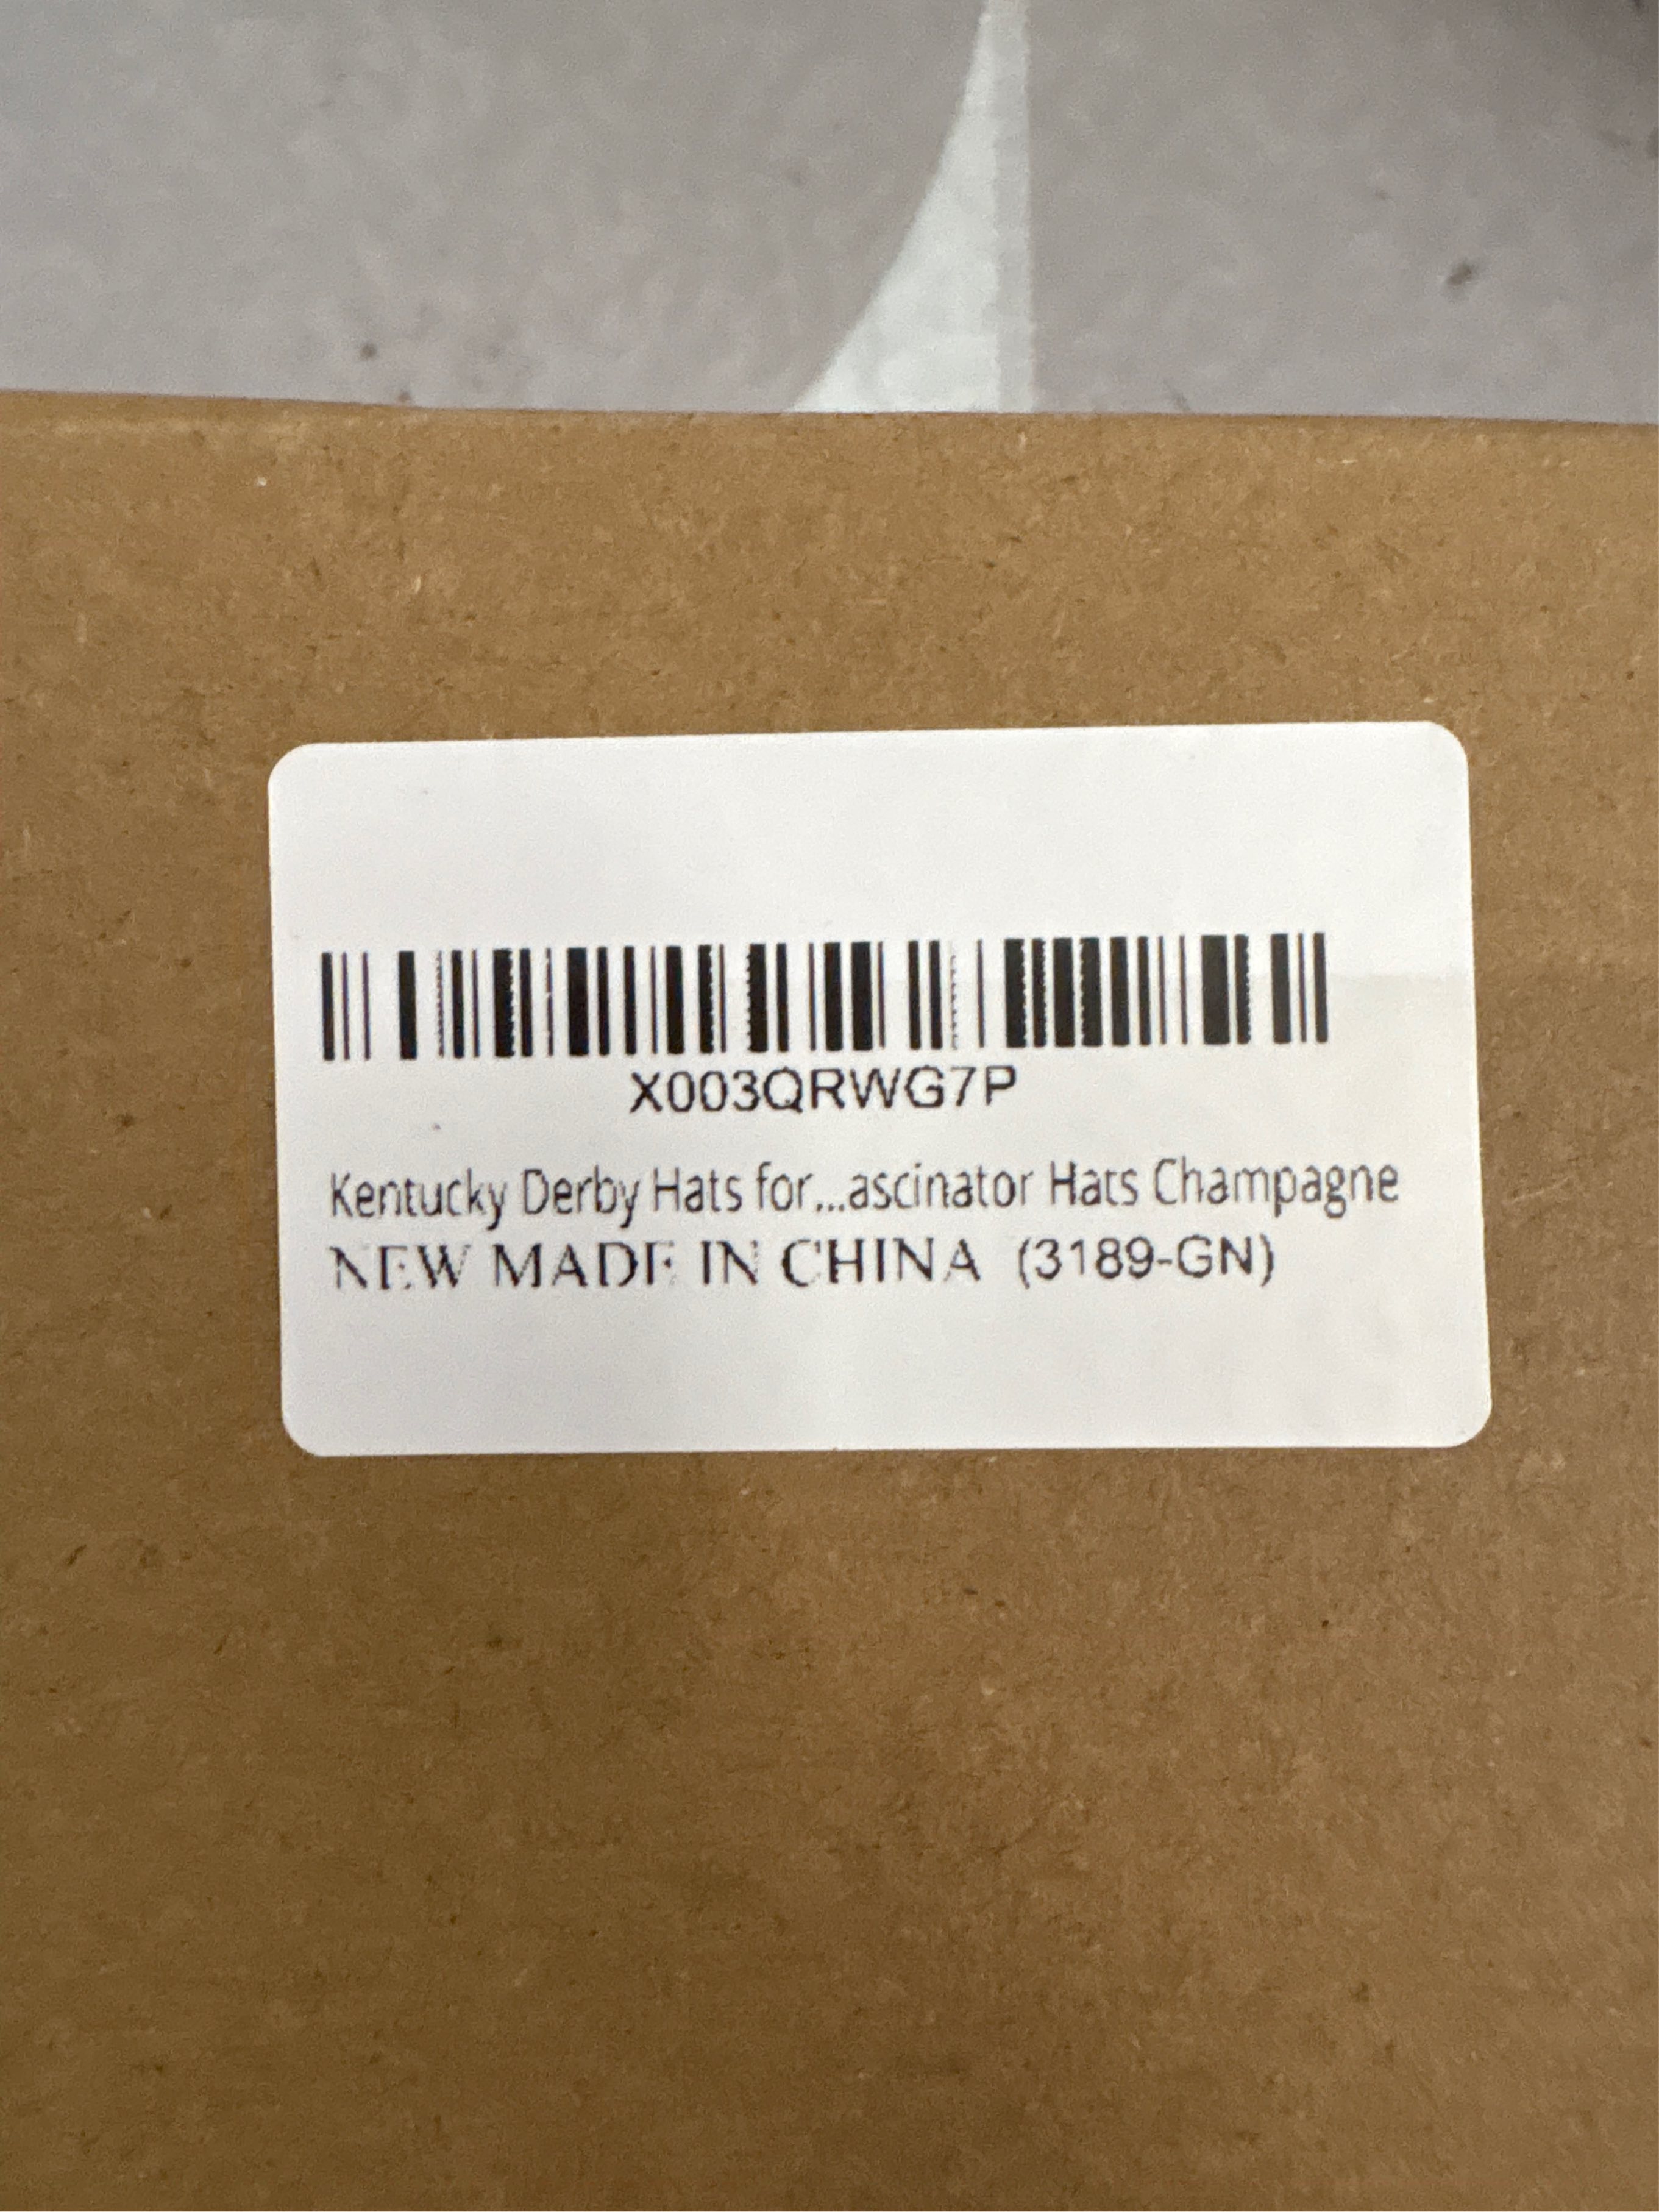 X003QRWG7P
Kentucky Derby Hats for...ascinator Hats Champagne
NEW MADE IN CHINA (3189-GN)